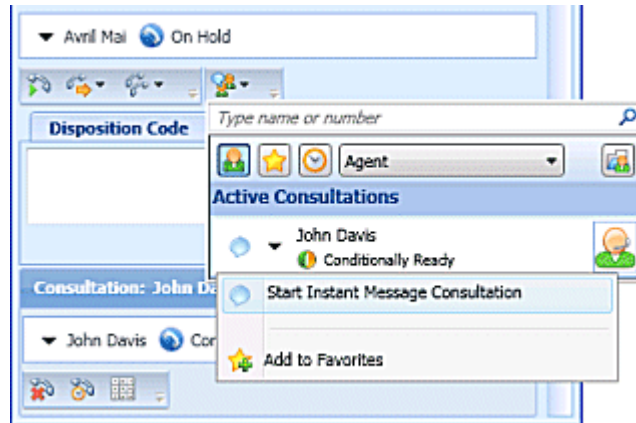 Avril Mai On Hold
Type name or number
Disposition Code
Agent
Active Consultations
John Davis
Conditionally Ready
Consultation: John Da
Start Instant Message Consultation
John Davis Con
Add to Favorites